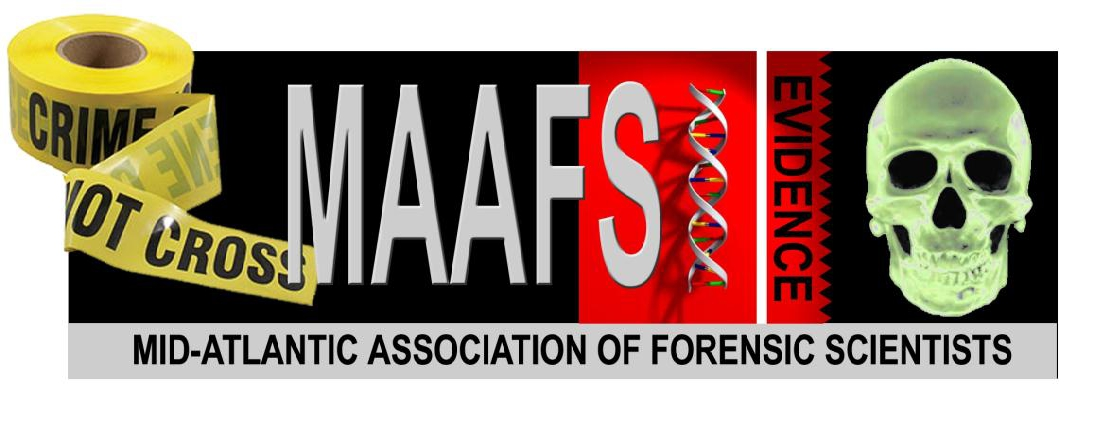 CRIME
NOT CROSS
MAAFS
EVIDENCE
MID-ATLANTIC ASSOCIATION OF FORENSIC SCIENTISTS